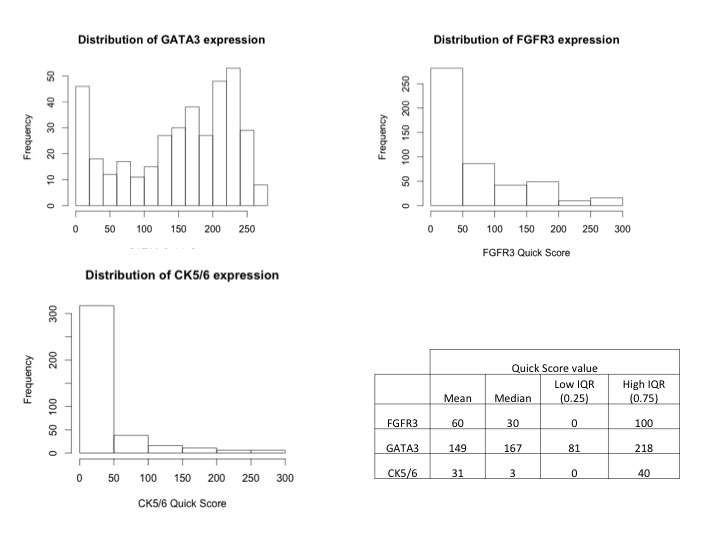 Distribution of GATA3 expression
Frequency
0 10 20 30 40 50
0 50 100 150 200 250
Distribution of FGFR3 expression
Frequency
0 50 100 150 200 250
0 50 100 150 200 250 300
FGFR3 Quick Score
Distribution of CK5/6 expression
Frequency
0 50 100 200 300
0 50 100 150 200 250 300
CK5/6 Quick Score
Quick Score value
Mean Median Low IQR (0.25) High IQR (0.75)
FGFR3 60 30 0 100
GATA3 149 167 81 218
CK5/6 31 3 0 40